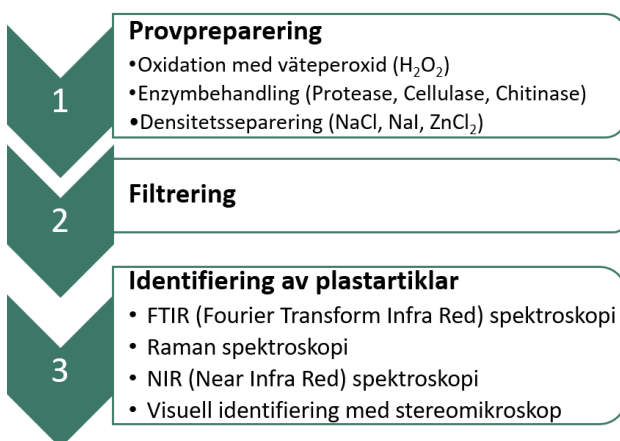 1
Provpreparering
•Oxidation med väteperoxid (H₂O₂)
•Enzymbehandling (Protease, Cellulase, Chitinase)
•Densitetsseparering (NaCl, NaI, ZnCl₂)
2
Filtrering
3
Identifiering av plastartiklar
• FTIR (Fourier Transform Infra Red) spektroskopi
• Raman spektroskopi
• NIR (Near Infra Red) spektroskopi
• Visuell identifiering med stereomikroskop